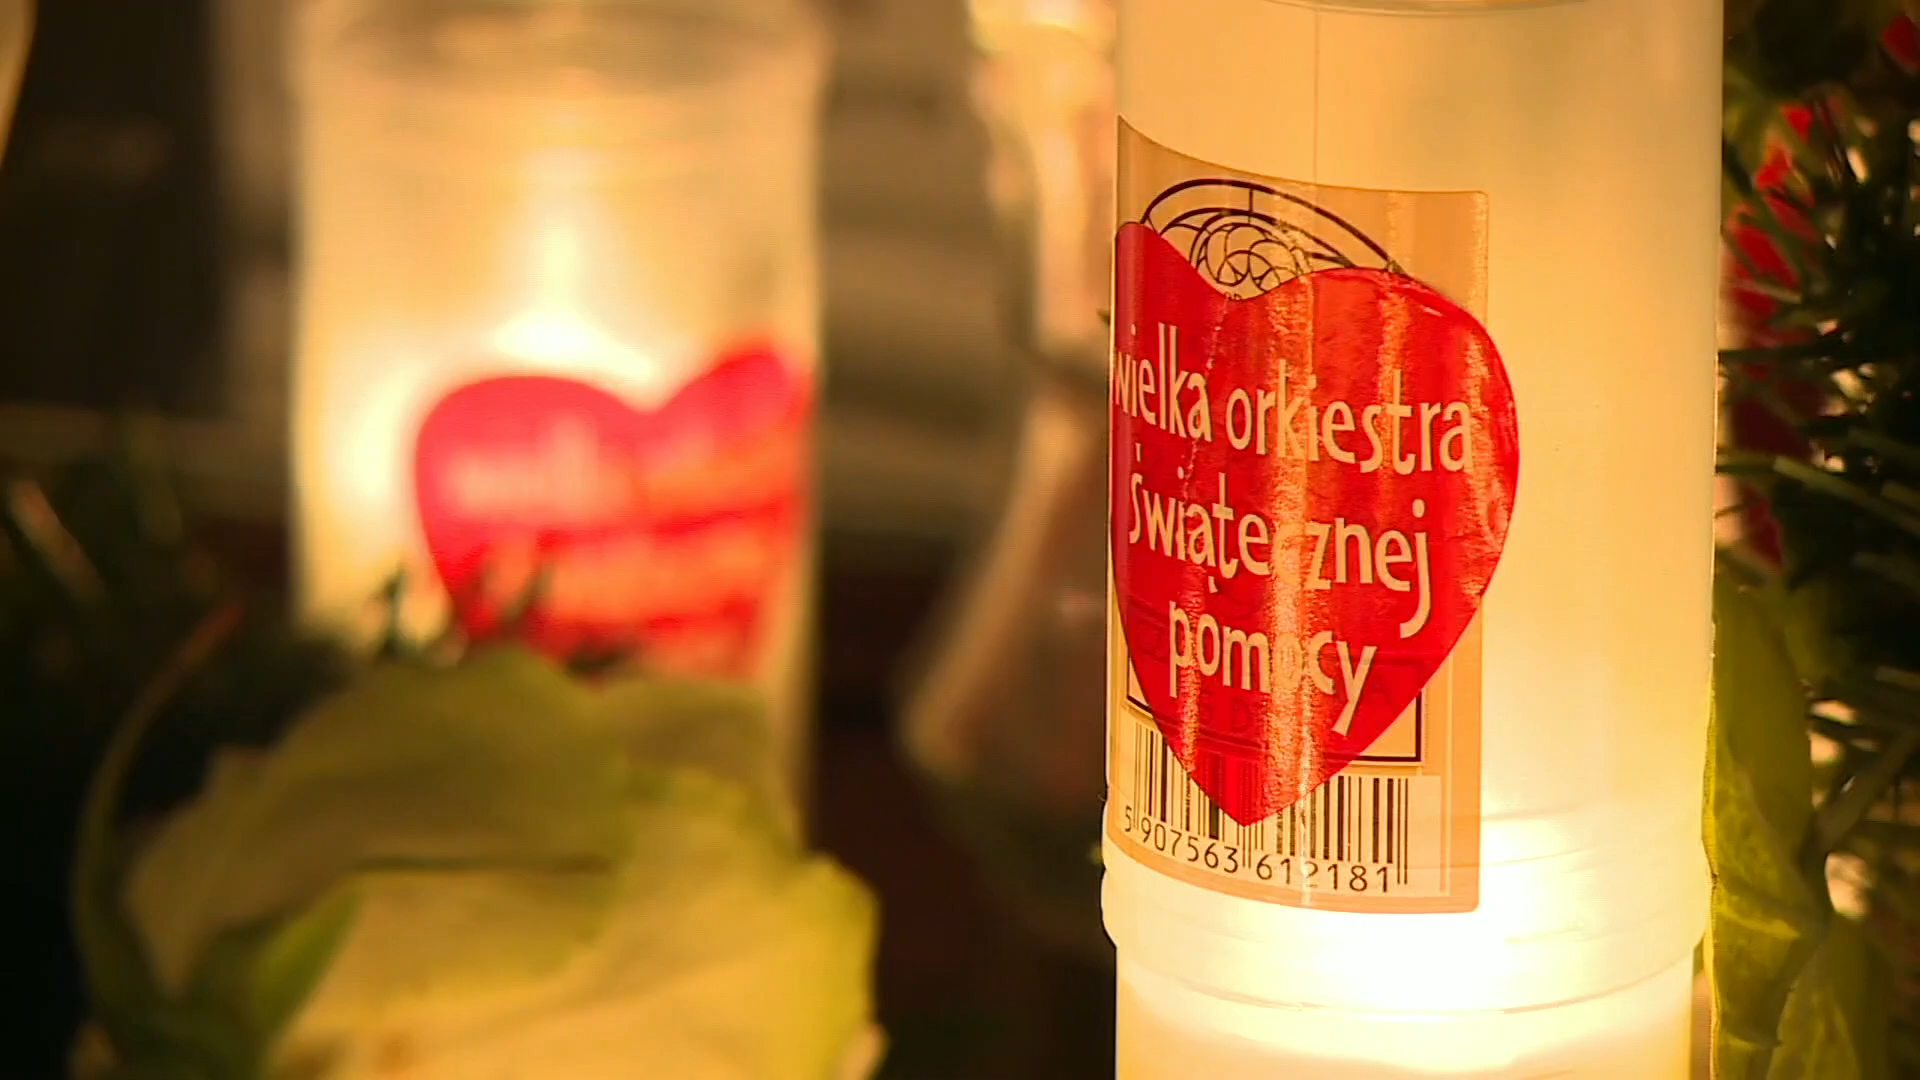 wielka orkiestra
świątecznej
pomocy
5 907563 612181